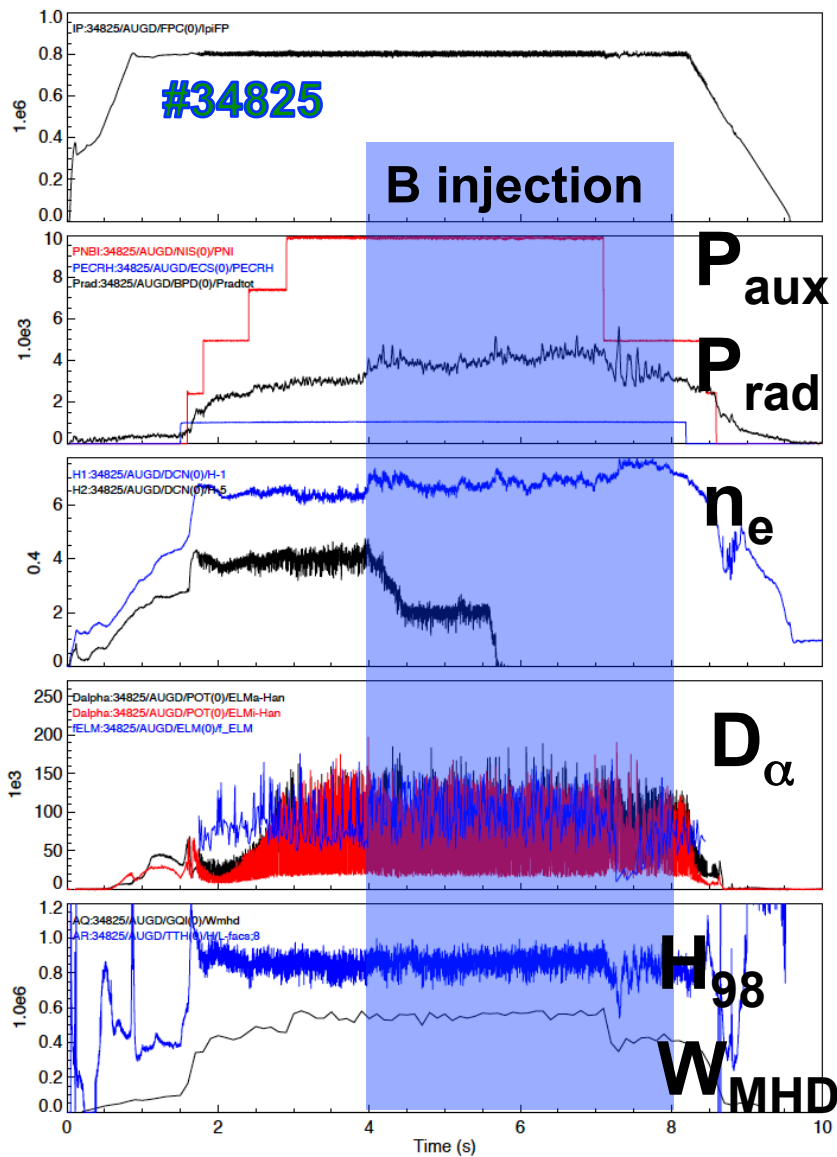 1.0
0.8
0.6
0.4
0.2
0.0
1.e6
IP:34825/AUGD/FPC(0)/IpiFP
#34825
B injection
10
8
6
4
2
0
1.0e3
PNBI:34825/AUGD/NIS(0)/PNI
PECRH:34825/AUGD/ECS(0)/PECRH
Prad:34825/AUGD/BPD(0)/Pradtot
Paux
Prad
6
4
2
0
0.4
H1:34825/AUGD/DCN(0)/H-1
H2:34825/AUGD/DCN(0)/H-5
ne
250
200
150
100
50
0
1e3
Dalpha:34825/AUGD/POT(0)/ELMa-Han
Dalpha:34825/AUGD/POT(0)/ELMi-Han
fELM:34825/AUGD/ELM(0)/f_ELM
Dα
1.2
1.0
0.8
0.6
0.4
0.2
0.0
1.0e6
AQ:34825/AUGD/GQI(0)/Wmhd
AR:34825/AUGD/TTH(0)/H/L-facs;8
H98
WMHD
0 2 4 6 8 10
Time (s)